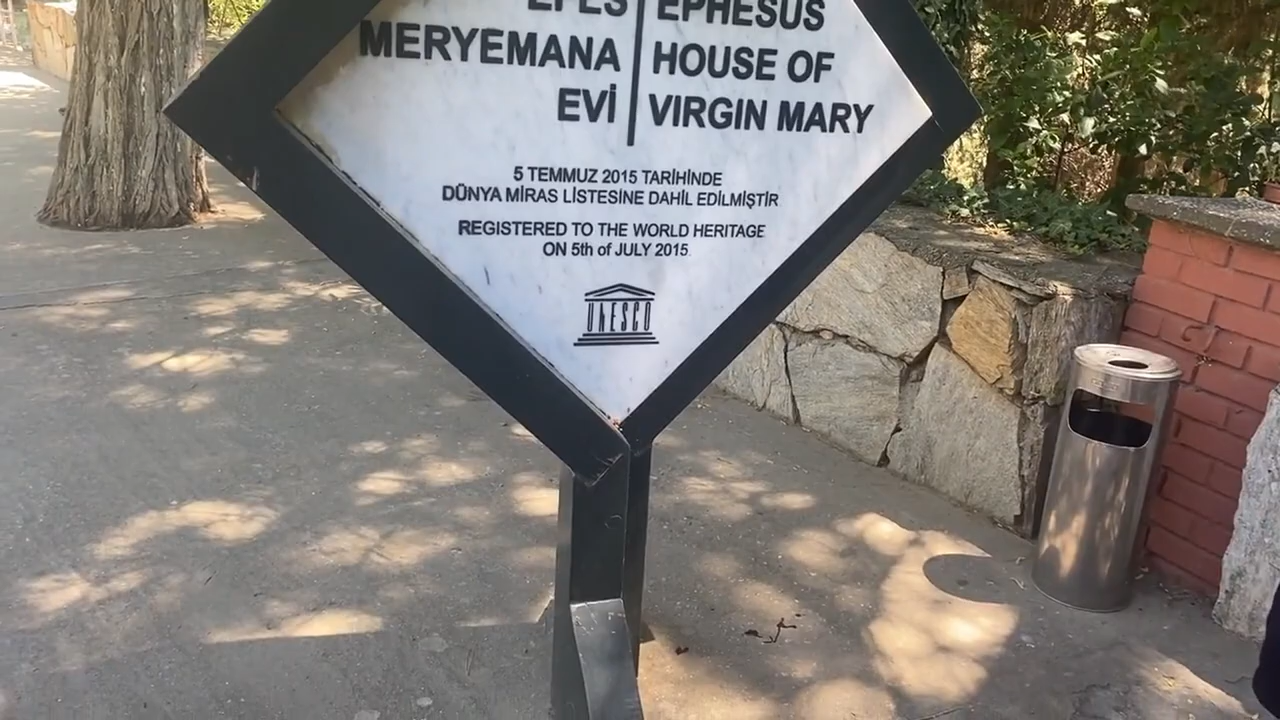 EFES
MERYEMANA
EVİ
EPHESUS
HOUSE OF
VIRGIN MARY
5 TEMMUZ 2015 TARİHİNDE
DÜNYA MİRAS LİSTESİNE DAHİL EDİLMİŞTİR
REGISTERED TO THE WORLD HERITAGE
ON 5th of JULY 2015
UNESCO